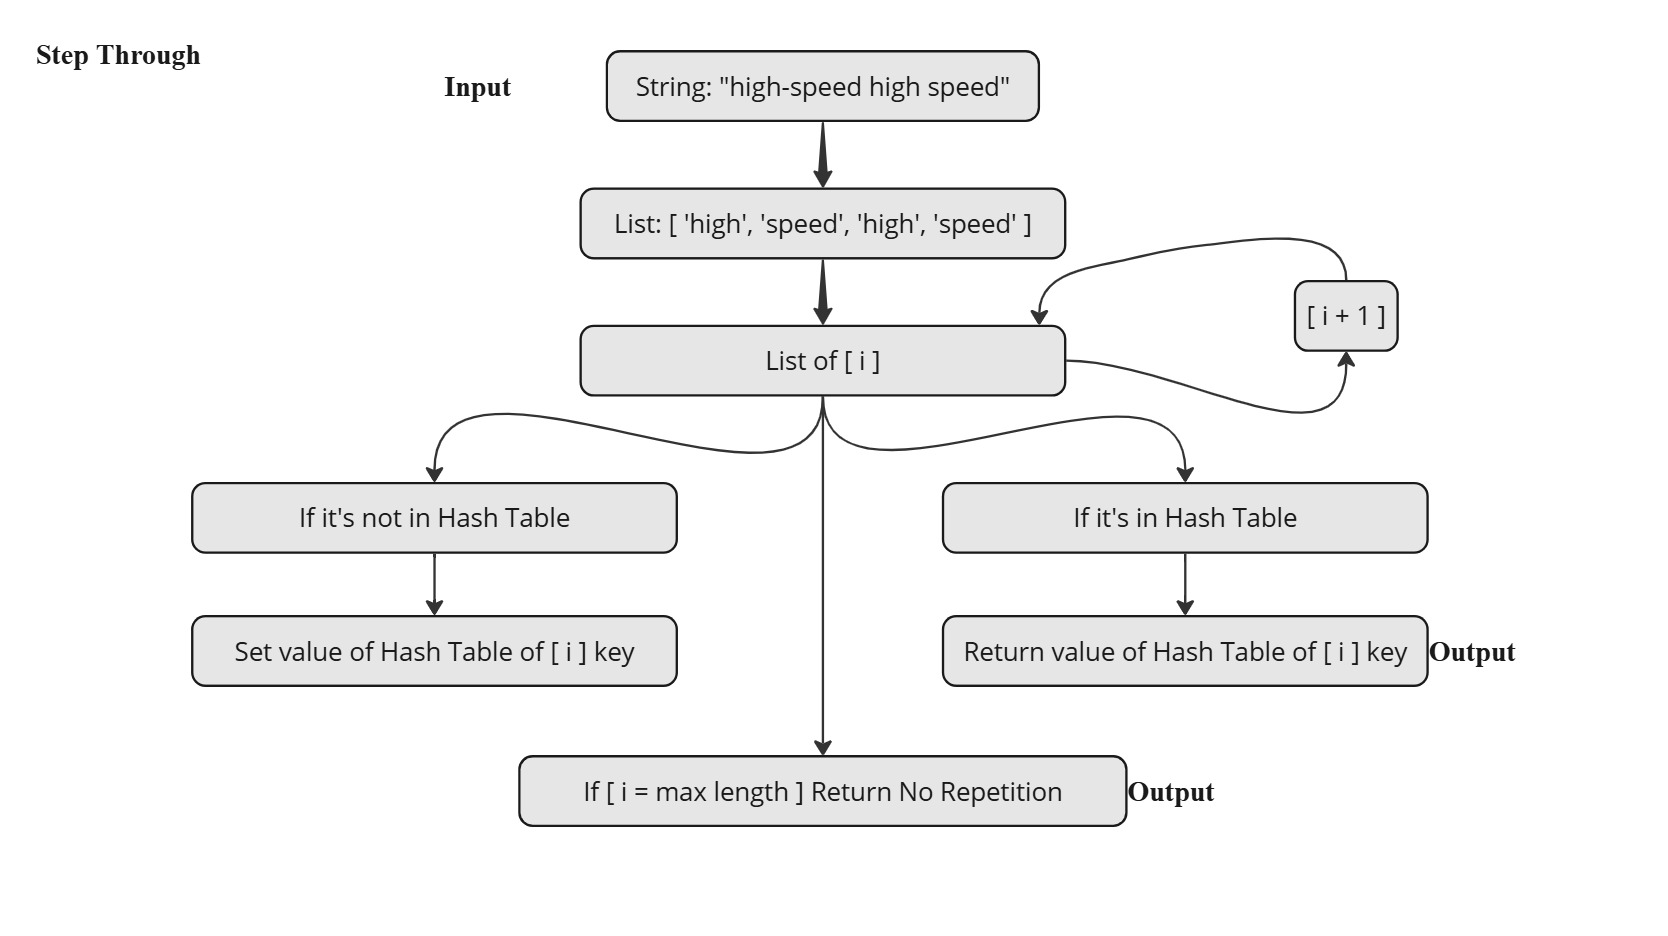 Step Through
Input
String: "high-speed high speed"
List: [ 'high', 'speed', 'high', 'speed' ]
[ i + 1 ]
List of [ i ]
If it's not in Hash Table
If it's in Hash Table
Set value of Hash Table of [ i ] key
Return value of Hash Table of [ i ] key
Output
If [ i = max length ] Return No Repetition
Output